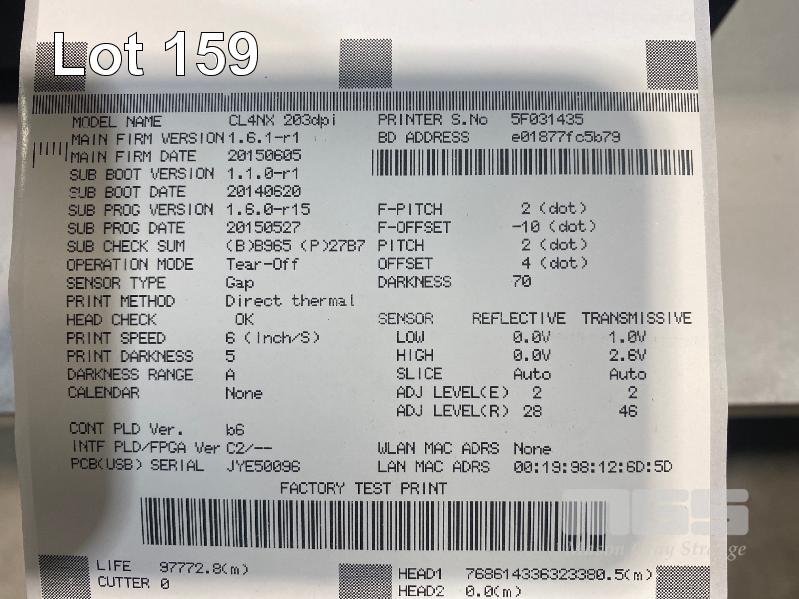 Lot 159
MODEL NAME CL4NX 203dpi PRINTER S.No 5F031435
MAIN FIRM VERSION 1.6.1-r1 BD ADDRESS e01877fc5b79
MAIN FIRM DATE 20150605
SUB BOOT VERSION 1.1.0-r1
SUB BOOT DATE 20140620
SUB PROG VERSION 1.6.0-r15 F-PITCH 2 (dot)
SUB PROG DATE 20150527 F-OFFSET -10 (dot)
SUB CHECK SUM (B)B965 (P)27B7 PITCH 2 (dot)
OPERATION MODE Tear-Off OFFSET 4 (dot)
SENSOR TYPE Gap DARKNESS 70
PRINT METHOD Direct thermal
HEAD CHECK OK SENSOR REFLECTIVE TRANSMISSIVE
PRINT SPEED 6 (Inch/S) LOW 0.0V 1.0V
PRINT DARKNESS 5 HIGH 0.0V 2.6V
DARKNESS RANGE A SLICE Auto Auto
CALENDAR None ADJ LEVEL(E) 2 2
ADJ LEVEL(R) 28 46
CONT PLD Ver. b6
INTF PLD/FPGA Ver C2/-- WLAN MAC ADRS None
PCB(USB) SERIAL JYE50096 LAN MAC ADRS 00:19:98:12:6D:5D
FACTORY TEST PRINT
MGS
Mason Gray Strange
LIFE 97772.8(m) HEAD1 768614336323380.5(m)
CUTTER 0 HEAD2 0.0(m)